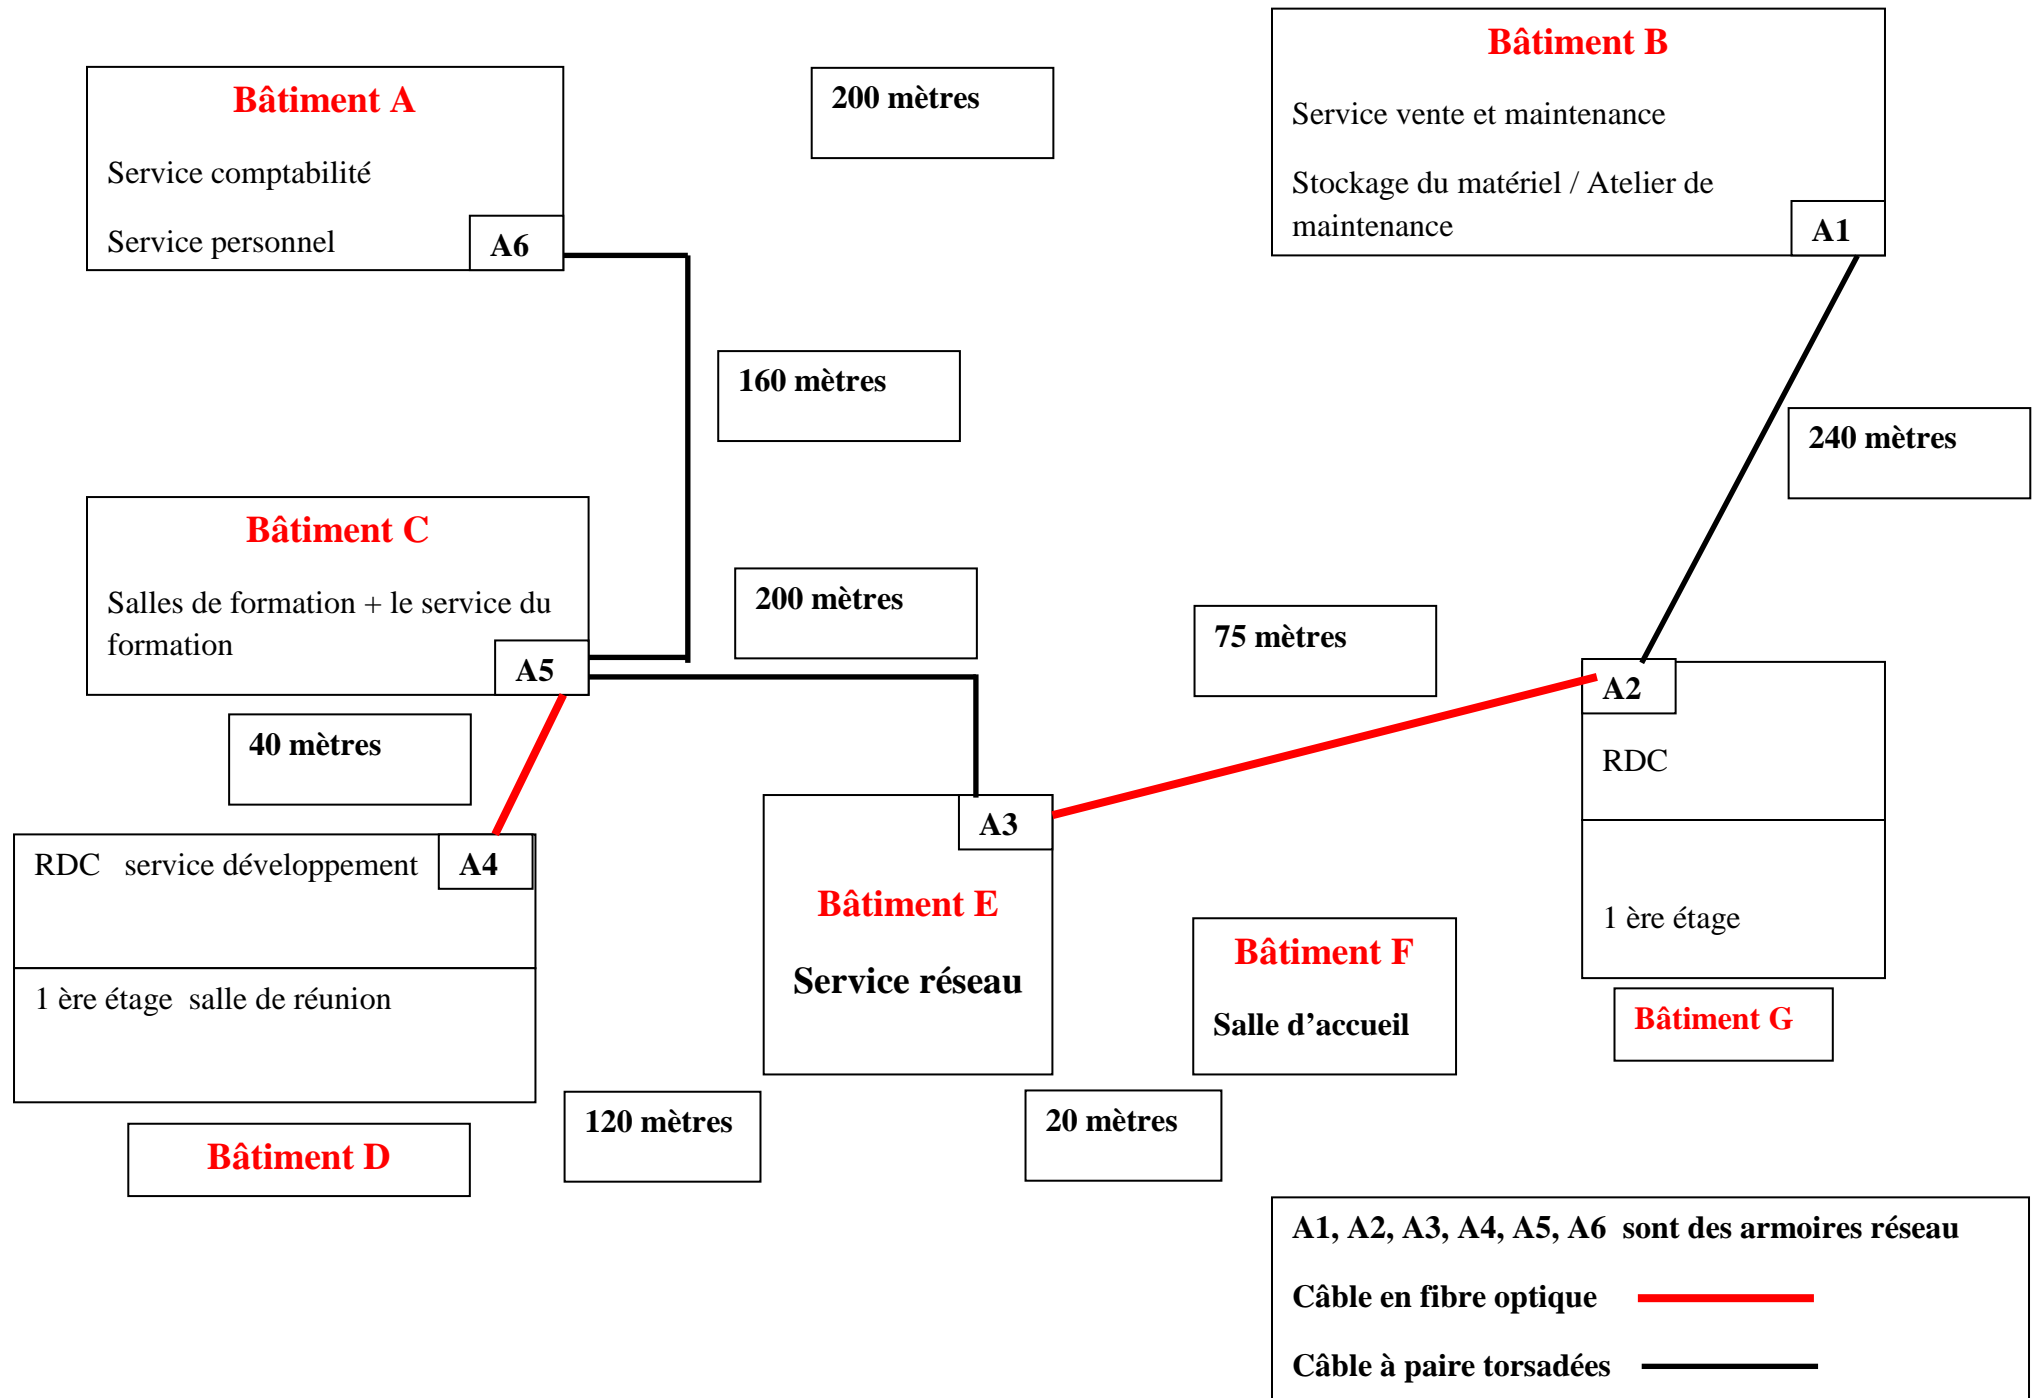 Bâtiment A
Service comptabilité
Service personnel
A6
200 mètres
Bâtiment B
Service vente et maintenance
Stockage du matériel / Atelier de
maintenance
A1
160 mètres
240 mètres
Bâtiment C
Salles de formation + le service du
formation
A5
200 mètres
75 mètres
A2
RDC
1 ère étage
Bâtiment G
40 mètres
RDC service développement
A4
1 ère étage salle de réunion
Bâtiment D
A3
Bâtiment E
Service réseau
Bâtiment F
Salle d’accueil
120 mètres
20 mètres
A1, A2, A3, A4, A5, A6 sont des armoires réseau
Câble en fibre optique
Câble à paire torsadées